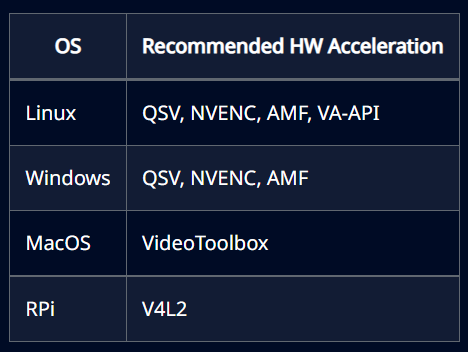 OS Recommended HW Acceleration
Linux QSV, NVENC, AMF, VA-API
Windows QSV, NVENC, AMF
MacOS VideoToolbox
RPi V4L2